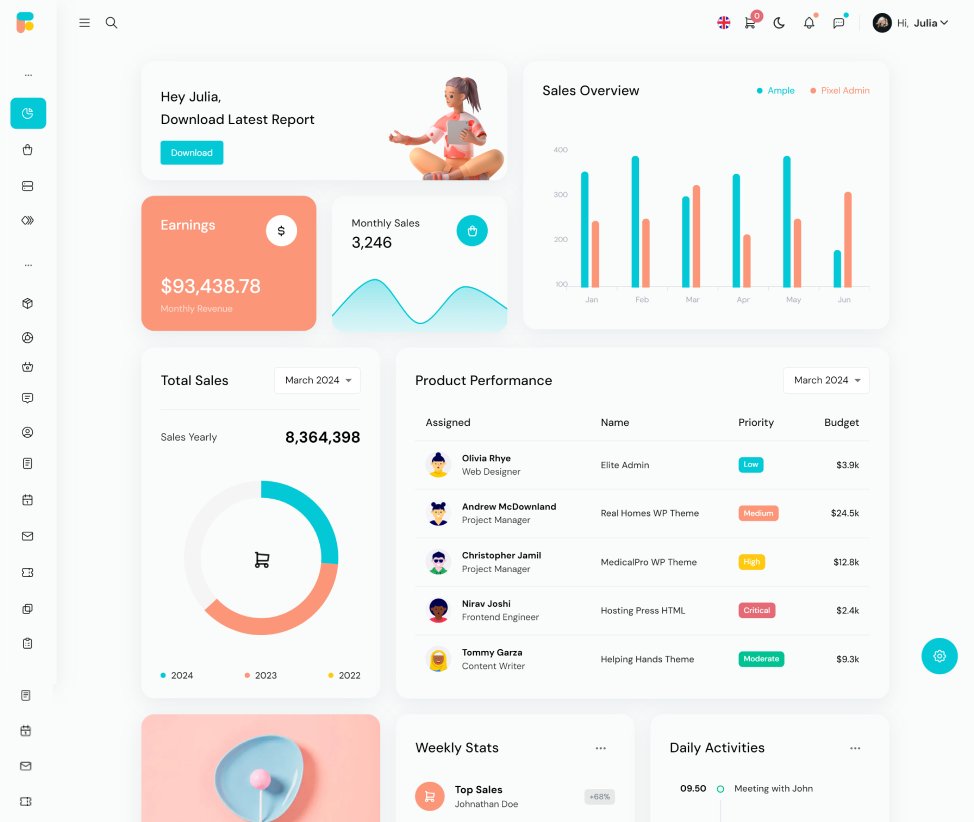 0
Hi, Julia
...
...
Hey Julia,
Download Latest Report
Download
Earnings
$
$93,438.78
Monthly Revenue
Monthly Sales
3,246
Sales Overview
Ample
Pixel Admin
400
300
200
100
Jan Feb Mar Apr May Jun
Total Sales
March 2024
Sales Yearly
8,364,398
2024 2023 2022
Product Performance
March 2024
Assigned Name Priority Budget
Olivia Rhye
Web Designer
Elite Admin
Low
$3.9k
Andrew McDownland
Project Manager
Real Homes WP Theme
Medium
$24.5k
Christopher Jamil
Project Manager
MedicalPro WP Theme
High
$12.8k
Nirav Joshi
Frontend Engineer
Hosting Press HTML
Critical
$2.4k
Tommy Garza
Content Writer
Helping Hands Theme
Moderate
$9.3k
Weekly Stats
Top Sales
Johnathan Doe
+68%
Daily Activities
09.50
Meeting with John